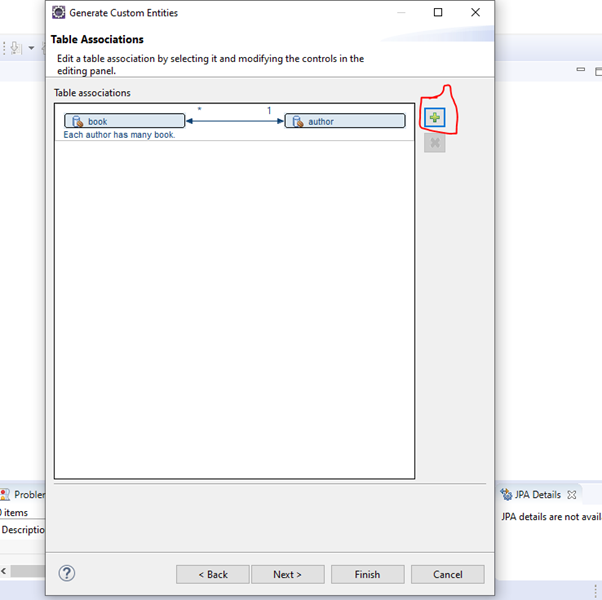 Generate Custom Entities
Table Associations
Edit a table association by selecting it and modifying the controls in the
editing panel.
Table associations
* 1
book author
Each author has many book.
Problem
0 items
Descriptio
JPA Details
JPA details are not avail
?
< Back Next > Finish Cancel